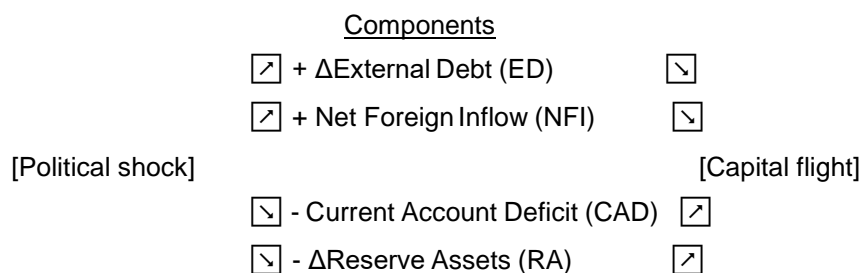 Components
↗ + ΔExternal Debt (ED) ↘
↗ + Net Foreign Inflow (NFI) ↘
[Political shock] [Capital flight]
↘ - Current Account Deficit (CAD) ↗
↘ - ΔReserve Assets (RA) ↗